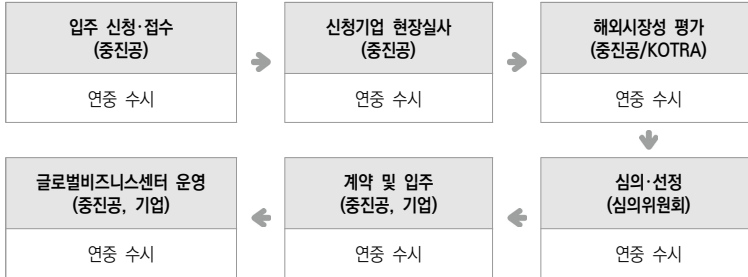 입주 신청·접수
(중진공)
연중 수시
신청기업 현장실사
(중진공)
연중 수시
해외시장성 평가
(중진공/KOTRA)
연중 수시
심의·선정
(심의위원회)
연중 수시
계약 및 입주
(중진공, 기업)
연중 수시
글로벌비즈니스센터 운영
(중진공, 기업)
연중 수시